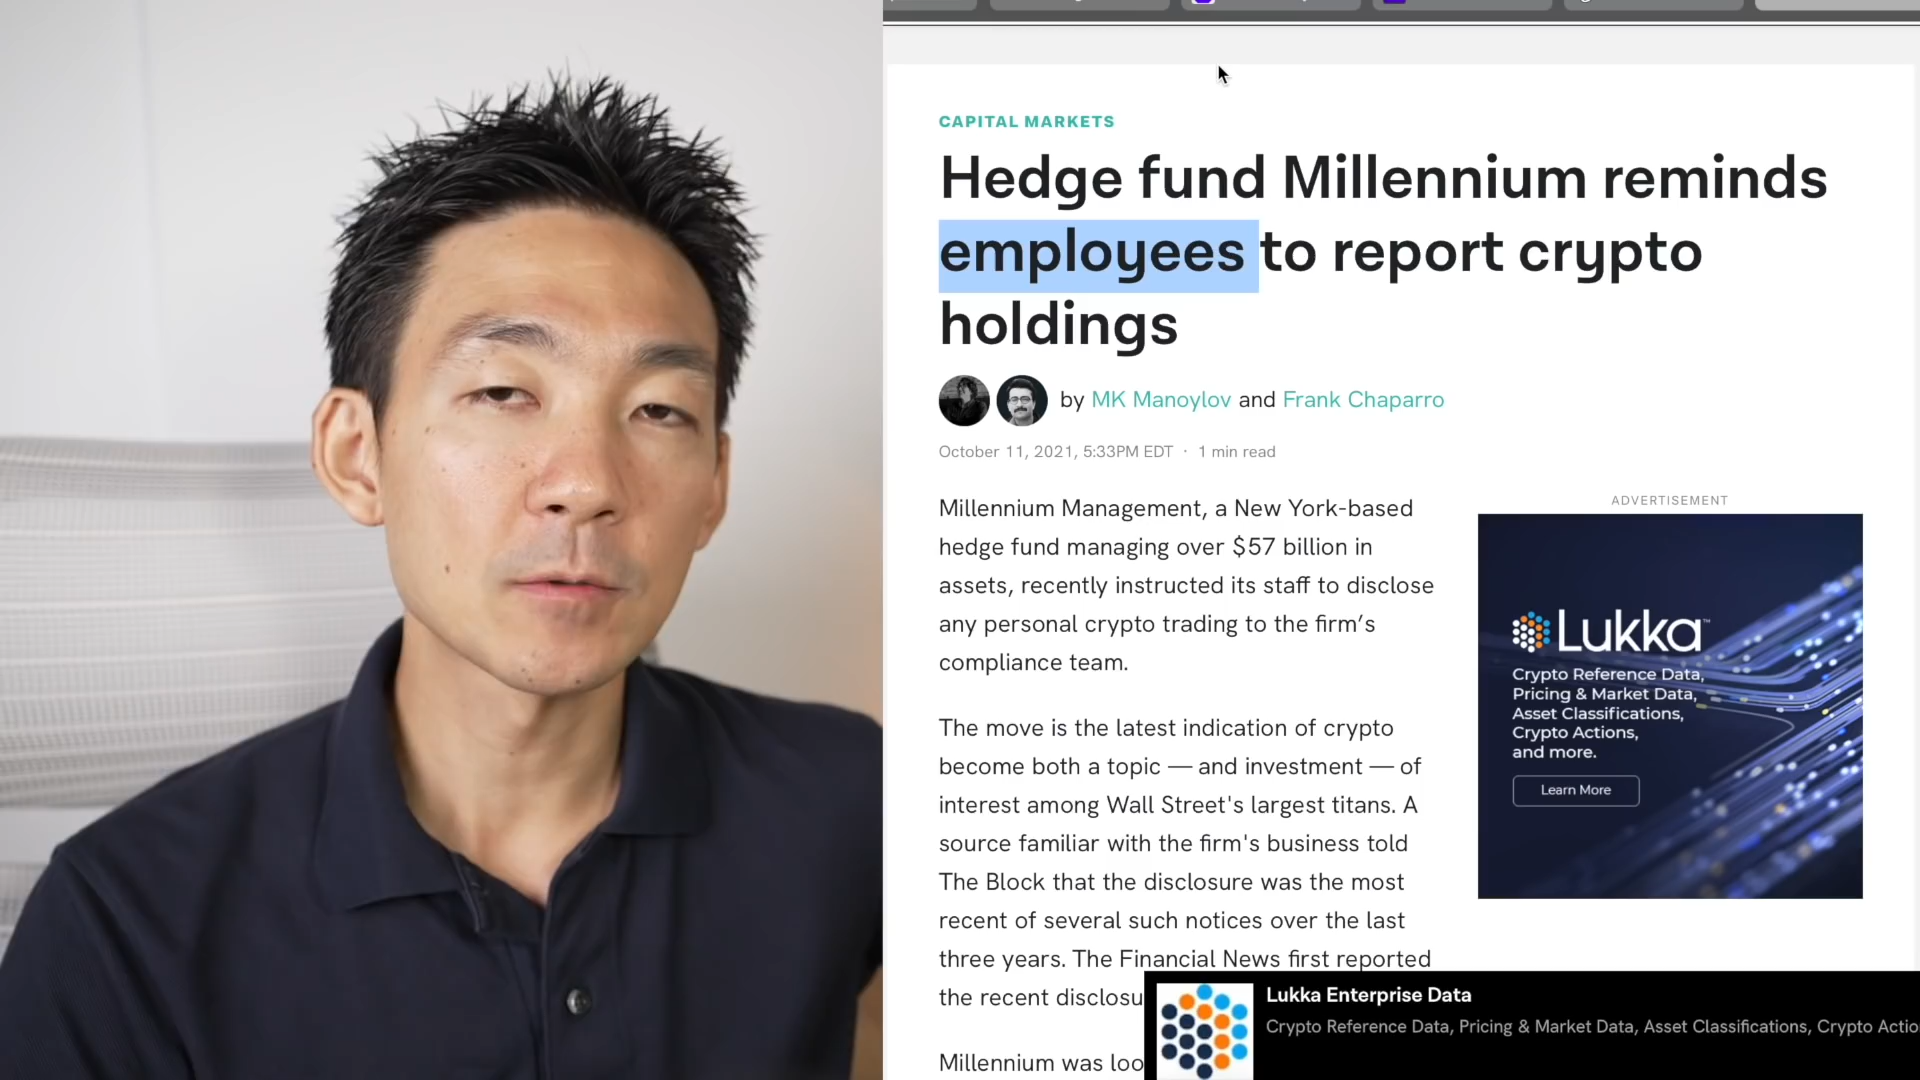 CAPITAL MARKETS
Hedge fund Millennium reminds
employees to report crypto
holdings
by MK Manoylov and Frank Chaparro
October 11, 2021, 5:33PM EDT · 1 min read
Millennium Management, a New York-based
hedge fund managing over $57 billion in
assets, recently instructed its staff to disclose
any personal crypto trading to the firm’s
compliance team.
The move is the latest indication of crypto
become both a topic — and investment — of
interest among Wall Street's largest titans. A
source familiar with the firm's business told
The Block that the disclosure was the most
recent of several such notices over the last
three years. The Financial News first reported
the recent disclosu
Millennium was loo
ADVERTISEMENT
Lukka™
Crypto Reference Data,
Pricing & Market Data,
Asset Classifications,
Crypto Actions,
and more.
Learn More
Lukka Enterprise Data
Crypto Reference Data, Pricing & Market Data, Asset Classifications, Crypto Actio